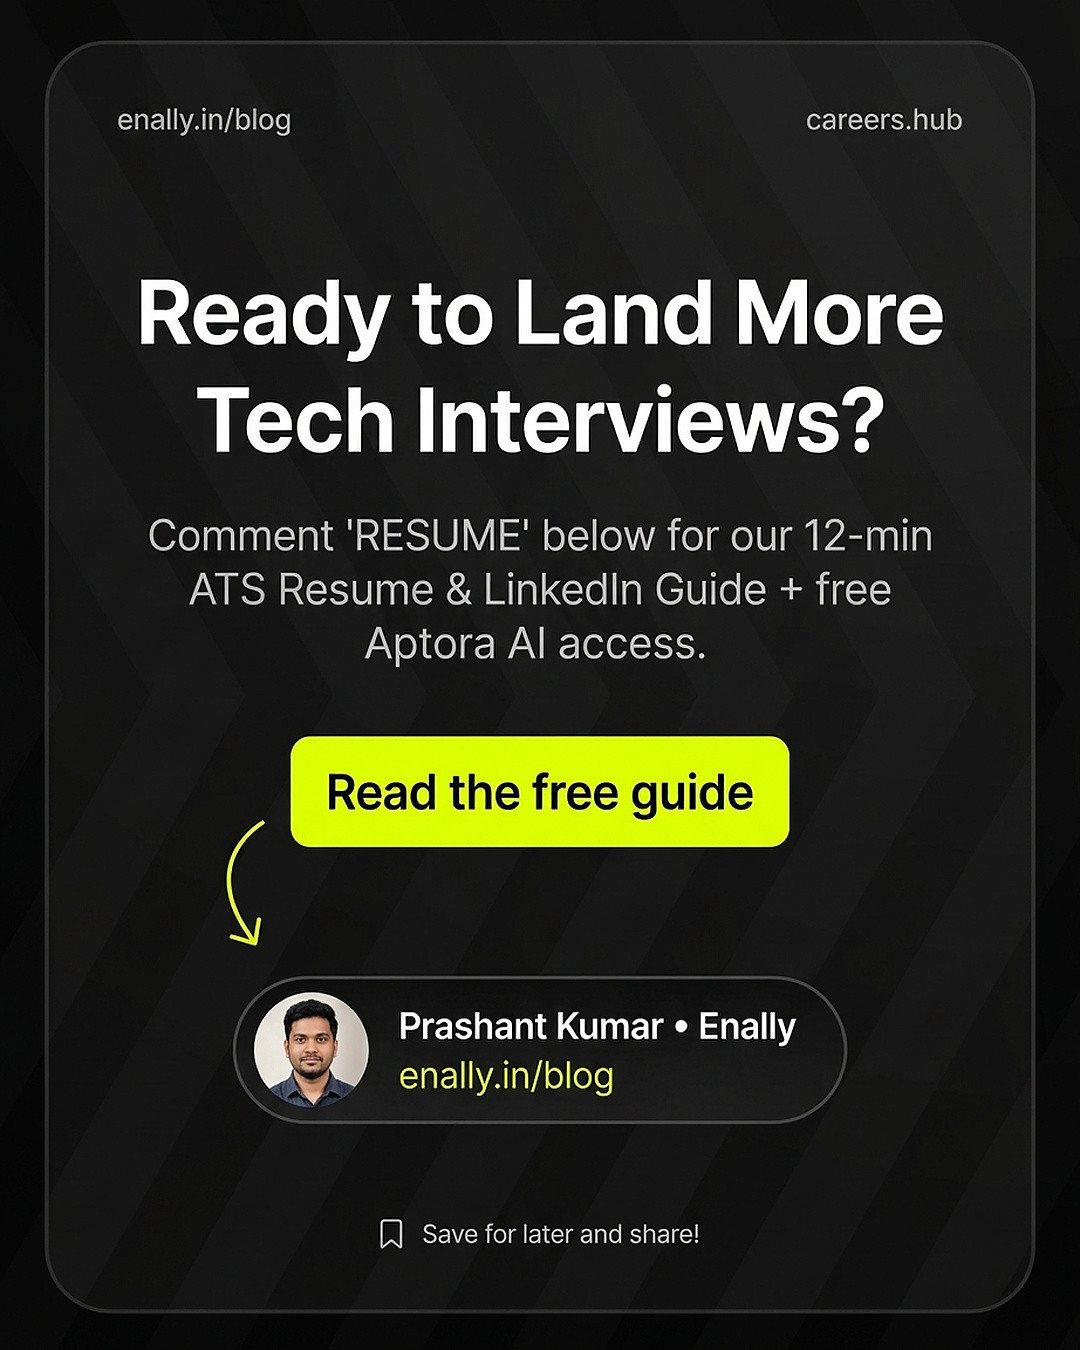 enally.in/blog
careers.hub
Ready to Land More
Tech Interviews?
Comment 'RESUME' below for our 12-min
ATS Resume & LinkedIn Guide + free
Aptora AI access.
Read the free guide
Prashant Kumar • Enally
enally.in/blog
Save for later and share!